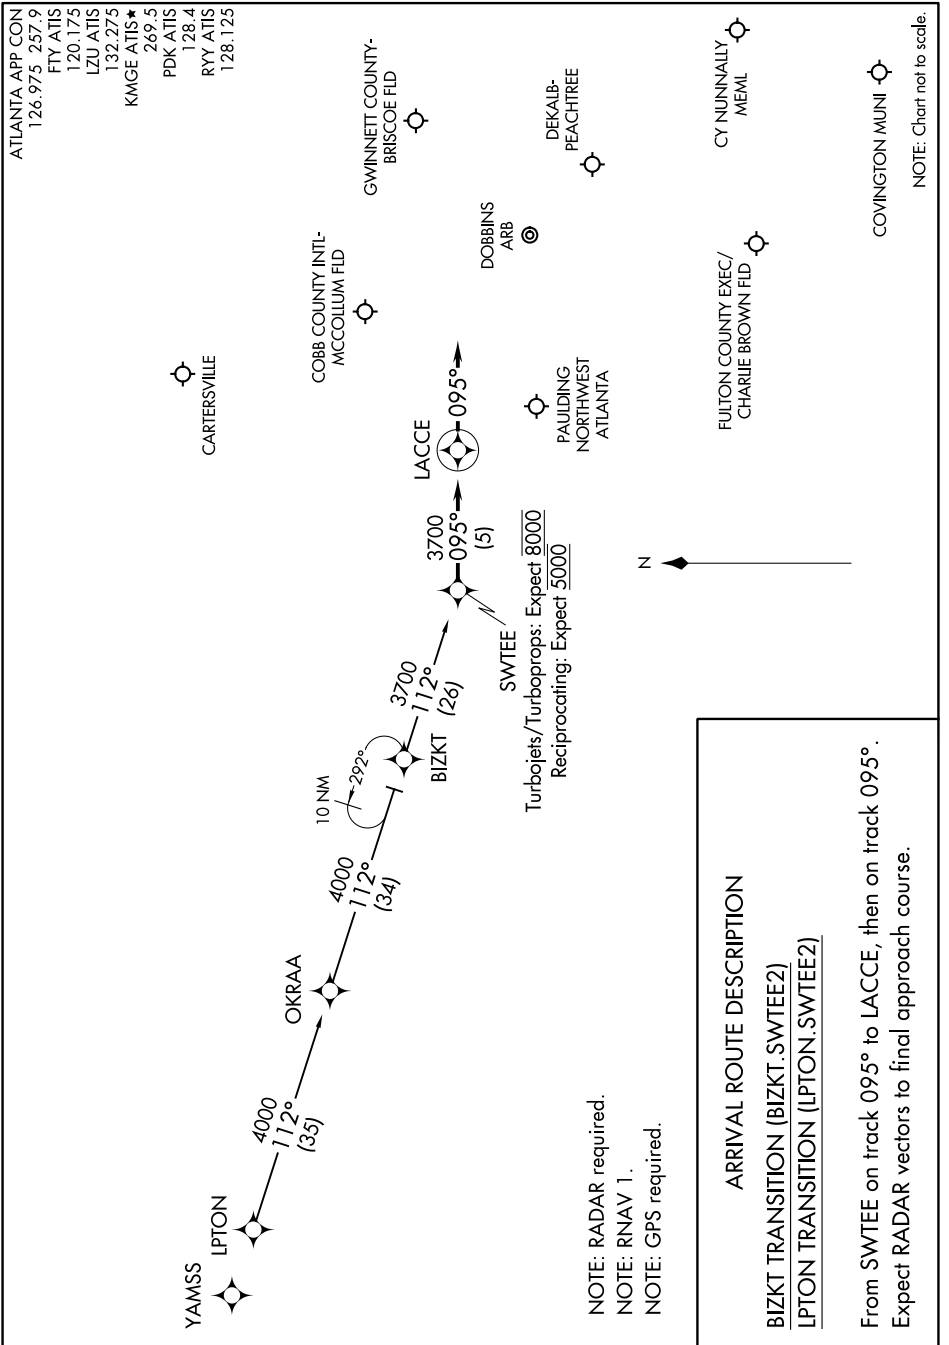 ATLANTA APP CON
126.975 257.9
FTY ATIS
120.175
LZU ATIS
132.275
KMGE ATIS★
269.5
PDK ATIS
128.4
RYY ATIS
128.125
GWINNETT COUNTY-
BRISCOE FLD
DEKALB-
PEACHTREE
CY NUNNALLY
MEML
COVINGTON MUNI
NOTE: Chart not to scale.
DOBBINS
ARB
COBB COUNTY INTL-
MCCOLLUM FLD
FULTON COUNTY EXEC/
CHARLIE BROWN FLD
CARTERSVILLE
PAULDING
NORTHWEST
ATLANTA
YAMSS
LPTON
4000
112°
(35)
OKRAA
4000
112°
(34)
10 NM
292°
BIZKT
3700
112°
(26)
SWTEE
Turbojets/Turboprops: Expect 8000
Reciprocating: Expect 5000
3700
095°
(5)
LACCE
095°
N
NOTE: RADAR required.
NOTE: RNAV 1.
NOTE: GPS required.
ARRIVAL ROUTE DESCRIPTION
BIZKT TRANSITION (BIZKT.SWTEE2)
LPTON TRANSITION (LPTON.SWTEE2)
From SWTEE on track 095° to LACCE, then on track 095°.
Expect RADAR vectors to final approach course.